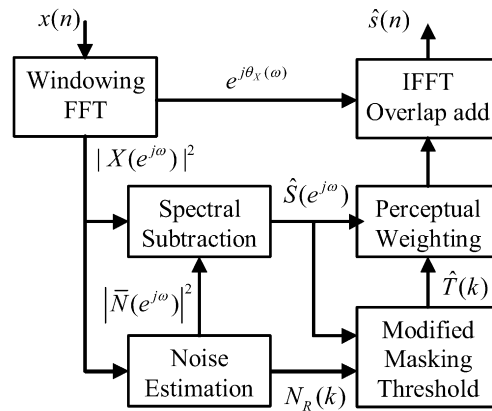 x(n)
ŝ(n)
Windowing
FFT
e^{jθ_X(ω)}
IFFT
Overlap add
| X(e^{jω})|²
Spectral
Subtraction
Ŝ(e^{jω})
Perceptual
Weighting
|N̄(e^{jω})|²
T̂(k)
Noise
Estimation
N_R(k)
Modified
Masking
Threshold